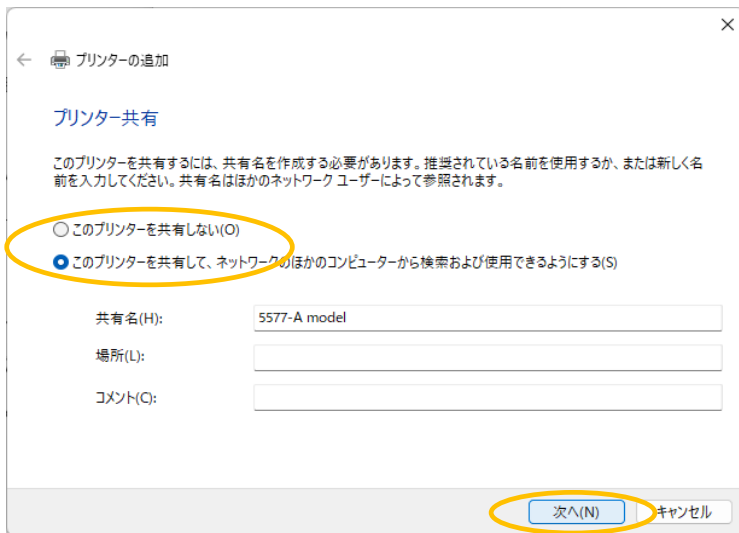 プリンターの追加
プリンター共有
このプリンターを共有するには、共有名を作成する必要があります。推奨されている名前を使用するか、または新しく名
前を入力してください。共有名はほかのネットワーク ユーザーによって参照されます。
このプリンターを共有しない(O)
このプリンターを共有して、ネットワークのほかのコンピューターから検索および使用できるようにする(S)
共有名(H): 5577-A model
場所(L):
コメント(C):
次へ(N) キャンセル